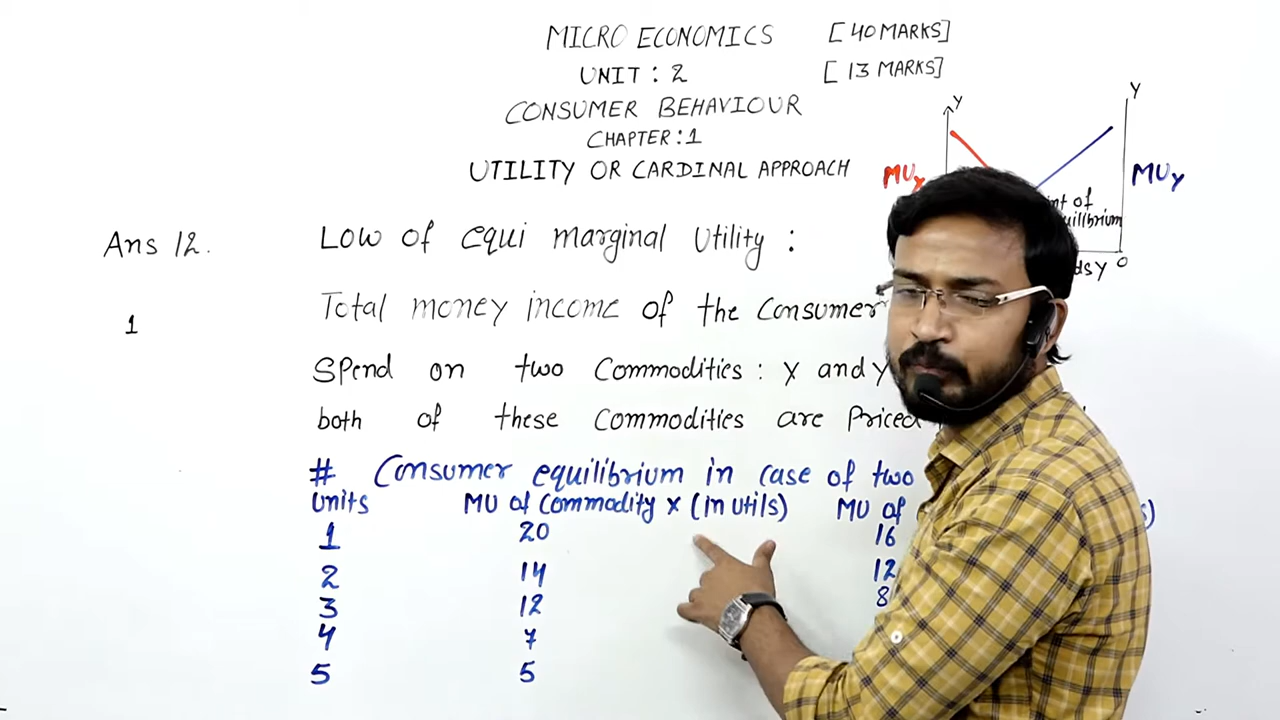 MICRO ECONOMICS [40 MARKS]
UNIT : 2 [13 MARKS]
CONSUMER BEHAVIOUR
CHAPTER : 1
UTILITY OR CARDINAL APPROACH
Y Y
MUX MUY
Y 0
Ans 12. Low of equi marginal Utility :
1 Total money income of the Consumer
Spend on two Commodities : X and Y
both of these Commodities are Priced
# Consumer equilibrium in case of two
Units MU of Commodity X (in utils) MU of
1 20 16
2 14 12
3 12 8
4 7
5 5